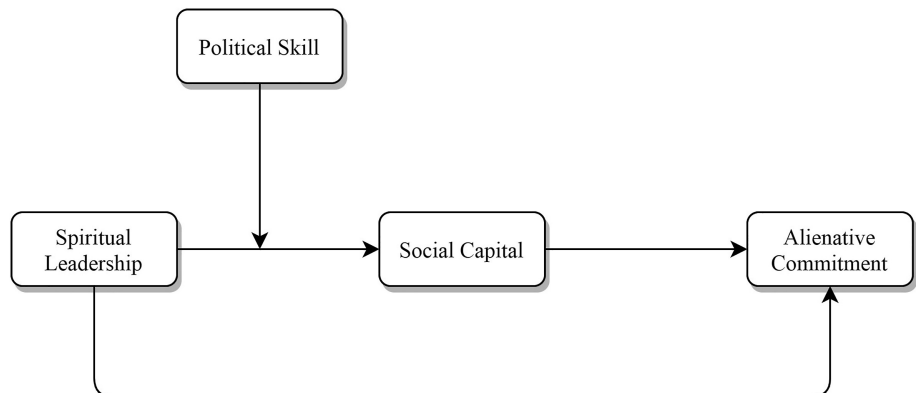 Political Skill
Spiritual
Leadership
Social Capital
Alienative
Commitment